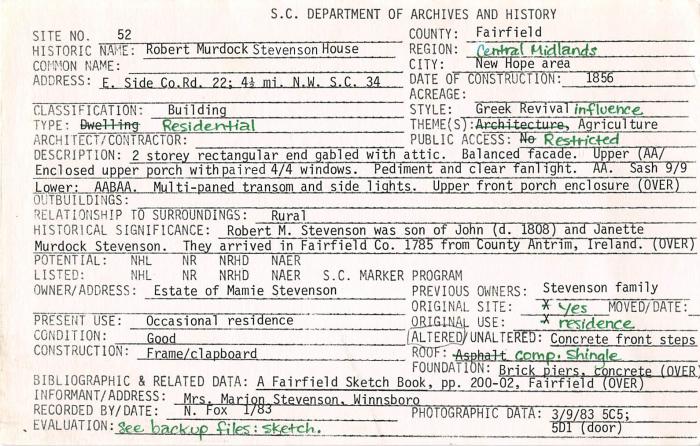 S.C. DEPARTMENT OF ARCHIVES AND HISTORY
SITE NO. 52 COUNTY: Fairfield
HISTORIC NAME: Robert Murdock Stevenson House REGION: Central Midlands
COMMON NAME: CITY: New Hope area
ADDRESS: E. Side Co.Rd. 22; 4½ mi. N.W. S.C. 34 DATE OF CONSTRUCTION: 1856
ACREAGE:
CLASSIFICATION: Building STYLE: Greek Revival influence
TYPE: Dwelling Residential THEME(S): Architecture, Agriculture
ARCHITECT/CONTRACTOR: PUBLIC ACCESS: No Restricted
DESCRIPTION: 2 storey rectangular end gabled with attic. Balanced facade. Upper (AA/
Enclosed upper porch with paired 4/4 windows. Pediment and clear fanlight. AA. Sash 9/9
Lower: AABAA. Multi-paned transom and side lights. Upper front porch enclosure (OVER)
OUTBUILDINGS:
RELATIONSHIP TO SURROUNDINGS: Rural
HISTORICAL SIGNIFICANCE: Robert M. Stevenson was son of John (d. 1808) and Janette
Murdock Stevenson. They arrived in Fairfield Co. 1785 from County Antrim, Ireland. (OVER)
POTENTIAL: NHL NR NRHD NAER
LISTED: NHL NR NRHD NAER S.C. MARKER PROGRAM
OWNER/ADDRESS: Estate of Mamie Stevenson PREVIOUS OWNERS: Stevenson family
ORIGINAL SITE: * Yes MOVED/DATE:
PRESENT USE: Occasional residence ORIGINAL USE: * residence
CONDITION: Good (ALTERED/UNALTERED: Concrete front steps
CONSTRUCTION: Frame/clapboard ROOF: Asphalt comp. Shingle
FOUNDATION: Brick piers, concrete (OVER)
BIBLIOGRAPHIC & RELATED DATA: A Fairfield Sketch Book, pp. 200-02, Fairfield (OVER)
INFORMANT/ADDRESS: Mrs. Marion Stevenson, Winnsboro
RECORDED BY/DATE: N. Fox 1/83 PHOTOGRAPHIC DATA: 3/9/83 5C5;
EVALUATION: See backup files: sketch. 5D1 (door)